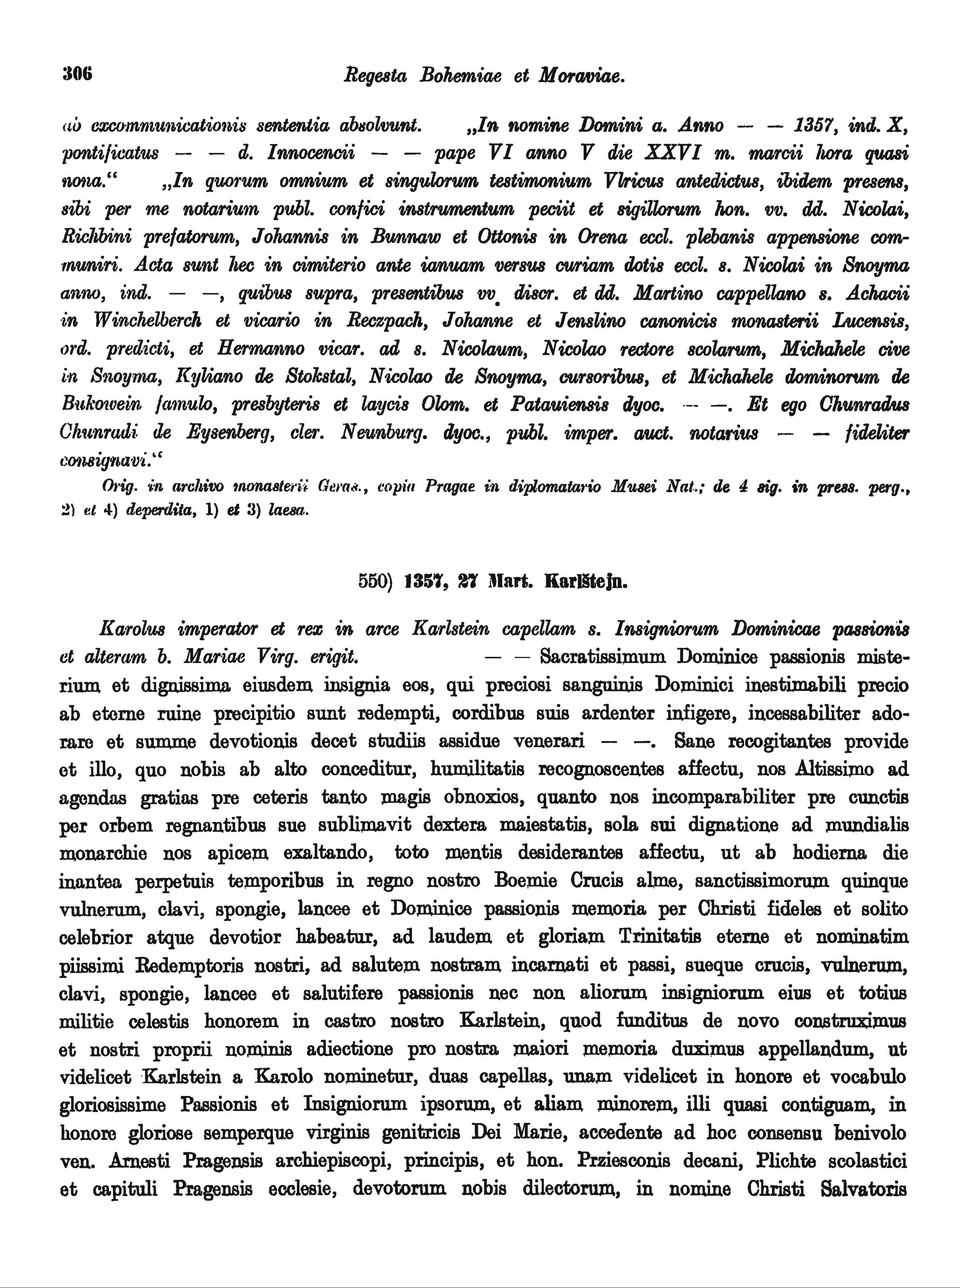 306 Regesta Bohemiae et Moraviae.
ab excommunicationis sententia absolvunt. „In nomine Domini a. Anno — — 1357, ind. X,
pontificatus — — d. Innocencii — — pape VI anno V die XXVI m. marcii hora quasi
nona.“ „In quorum omnium et singulorum testimonium Vlricus antedictus, ibidem presens,
sibi per me notarium publ. confici instrumentum peciit et sigillorum hon. vv. dd. Nicolai,
Richbini prefatorum, Johannis in Bunnaw et Ottonis in Orena eccl. plebanis appensione com-
muniri. Acta sunt hec in cimiterio ante ianuam versus curiam dotis eccl. s. Nicolai in Snoyma
anno, ind. — —, quibus supra, presentibus vv. discr. et dd. Martino cappellano s. Achacii
in Winchelberch et vicario in Reczpach, Johanne et Jenslino canonicis monasterii Lucensis,
ord. predicti, et Hermanno vicar. ad s. Nicolaum, Nicolao rectore scolarum, Michahele cive
in Snoyma, Kyliano de Stokstal, Nicolao de Snoyma, cursoribus, et Michahele dominorum de
Bukowein famulo, presbyteris et laycis Olom. et Patauiensis dyoc. — —. Et ego Chunradus
Chunradi de Eysenberg, cler. Neunburg. dyoc., publ. imper. auct. notarius — — fideliter
consignavi.“
Orig. in archivo monasterii Geras., copia Pragae in diplomatario Musei Nat.; de 4 sig. in press. perg.,
2) et 4) deperdita, 1) et 3) laesa.
550) 1357, 27 Mart. Karlštejn.
Karolus imperator et rex in arce Karlstein capellam s. Insigniorum Dominicae passionis
et alteram b. Mariae Virg. erigit. — — Sacratissimum Dominice passionis miste-
rium et dignissima eiusdem insignia eos, qui preciosi sanguinis Dominici inestimabili precio
ab eterne ruine precipitio sunt redempti, cordibus suis ardenter infigere, incessabiliter ado-
rare et summe devotionis decet studiis assidue venerari — —. Sane recogitantes provide
et illo, quo nobis ab alto conceditur, humilitatis recognoscentes affectu, nos Altissimo ad
agendas gratias pre ceteris tanto magis obnoxios, quanto nos incomparabiliter pre cunctis
per orbem regnantibus sue sublimavit dextera maiestatis, sola sui dignatione ad mundialis
monarchie nos apicem exaltando, toto mentis desiderantes affectu, ut ab hodierna die
inantea perpetuis temporibus in regno nostro Boemie Crucis alme, sanctissimorum quinque
vulnerum, clavi, spongie, lancee et Dominice passionis memoria per Christi fideles et solito
celebrior atque devotior habeatur, ad laudem et gloriam Trinitatis eterne et nominatim
piissimi Redemptoris nostri, ad salutem nostram incarnati et passi, sueque crucis, vulnerum,
clavi, spongie, lancee et salutifere passionis nec non aliorum insigniorum eius et totius
militie celestis honorem in castro nostro Karlstein, quod funditus de novo construximus
et nostri proprii nominis adiectione pro nostra maiori memoria duximus appellandum, ut
videlicet Karlstein a Karolo nominetur, duas capellas, unam videlicet in honore et vocabulo
gloriosissime Passionis et Insigniorum ipsorum, et aliam minorem, illi quasi contiguam, in
honore gloriose semperque virginis genitricis Dei Marie, accedente ad hoc consensu benivolo
ven. Arnesti Pragensis archiepiscopi, principis, et hon. Prziesconis decani, Plichte scolastici
et capituli Pragensis ecclesie, devotorum nobis dilectorum, in nomine Christi Salvatoris